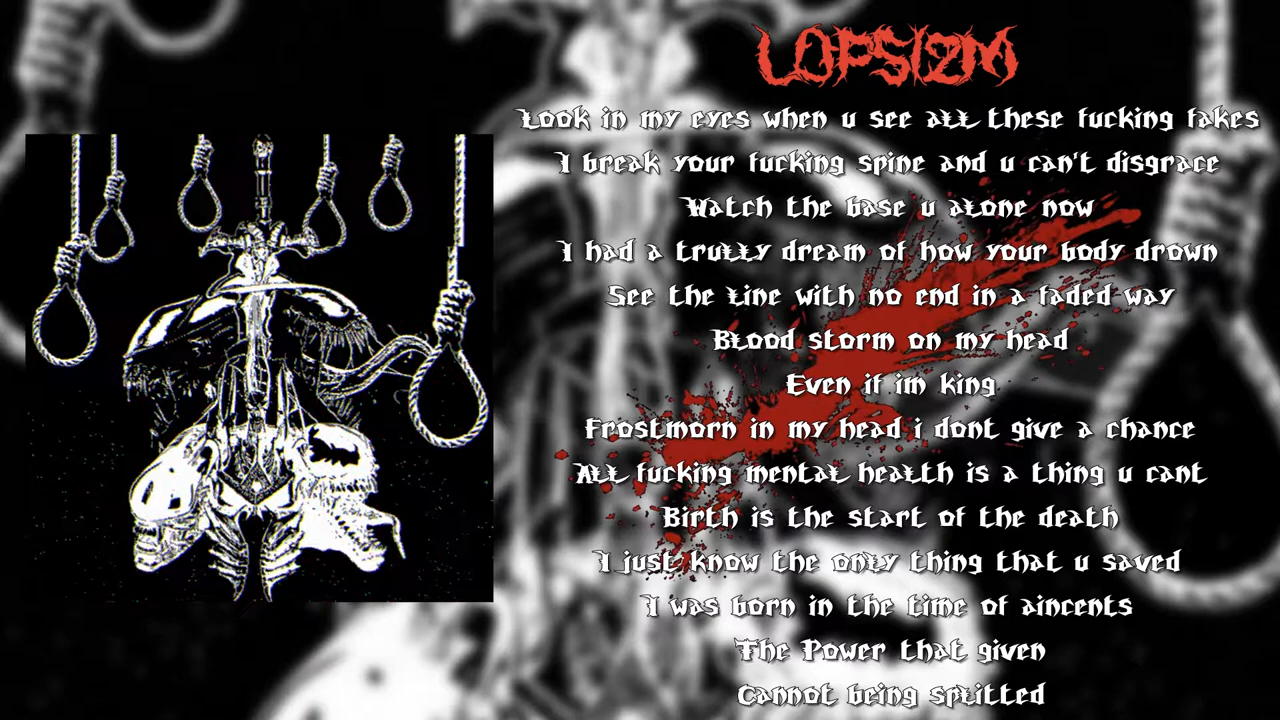 LOPSIZM
Look in my eyes when u see all these fucking fakes
I break your fucking spine and u can't disgrace
Watch the base u alone now
I had a trully dream of how your body drown
See the line with no end in a faded way
Blood storm on my head
Even if im king
Frostmorn in my head i dont give a chance
All fucking mental health is a thing u cant
Birth is the start of the death
I just know the only thing that u saved
I was born in the time of aincents
The Power that given
Cannot being splitted